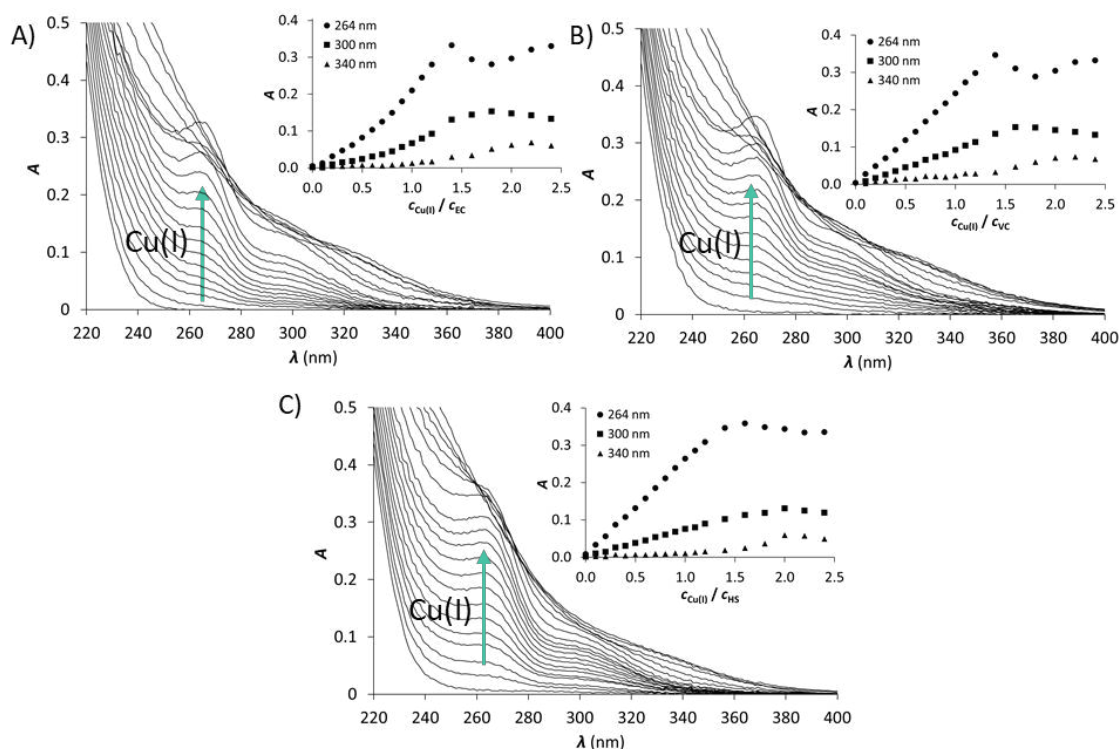 A)
0.5
0.4
0.3
0.2
0.1
0
A
220 240 260 280 300 320 340 360 380 400
λ (nm)
Cu(I)
0.4
0.3
0.2
0.1
0.0
A
● 264 nm
■ 300 nm
▲ 340 nm
0.0 0.5 1.0 1.5 2.0 2.5
c_Cu(I) / c_EC
B)
0.5
0.4
0.3
0.2
0.1
0
A
220 240 260 280 300 320 340 360 380 400
λ (nm)
Cu(I)
0.4
0.3
0.2
0.1
0.0
A
● 264 nm
■ 300 nm
▲ 340 nm
0.0 0.5 1.0 1.5 2.0 2.5
c_Cu(I) / c_VC
C)
0.5
0.4
0.3
0.2
0.1
0
A
220 240 260 280 300 320 340 360 380 400
λ (nm)
Cu(I)
0.4
0.3
0.2
0.1
0.0
A
● 264 nm
■ 300 nm
▲ 340 nm
0.0 0.5 1.0 1.5 2.0 2.5
c_Cu(I) / c_HS